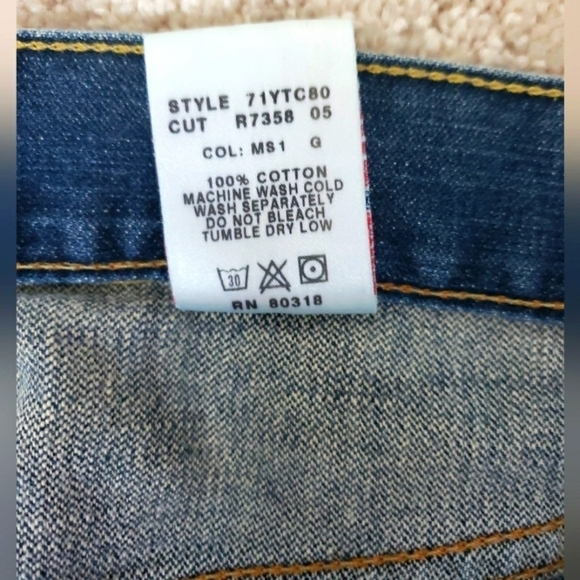 STYLE 71YTC80
CUT R7358 05
COL: MS1 G
100% COTTON
MACHINE WASH COLD
WASH SEPARATELY
DO NOT BLEACH
TUMBLE DRY LOW
30
RN 80318